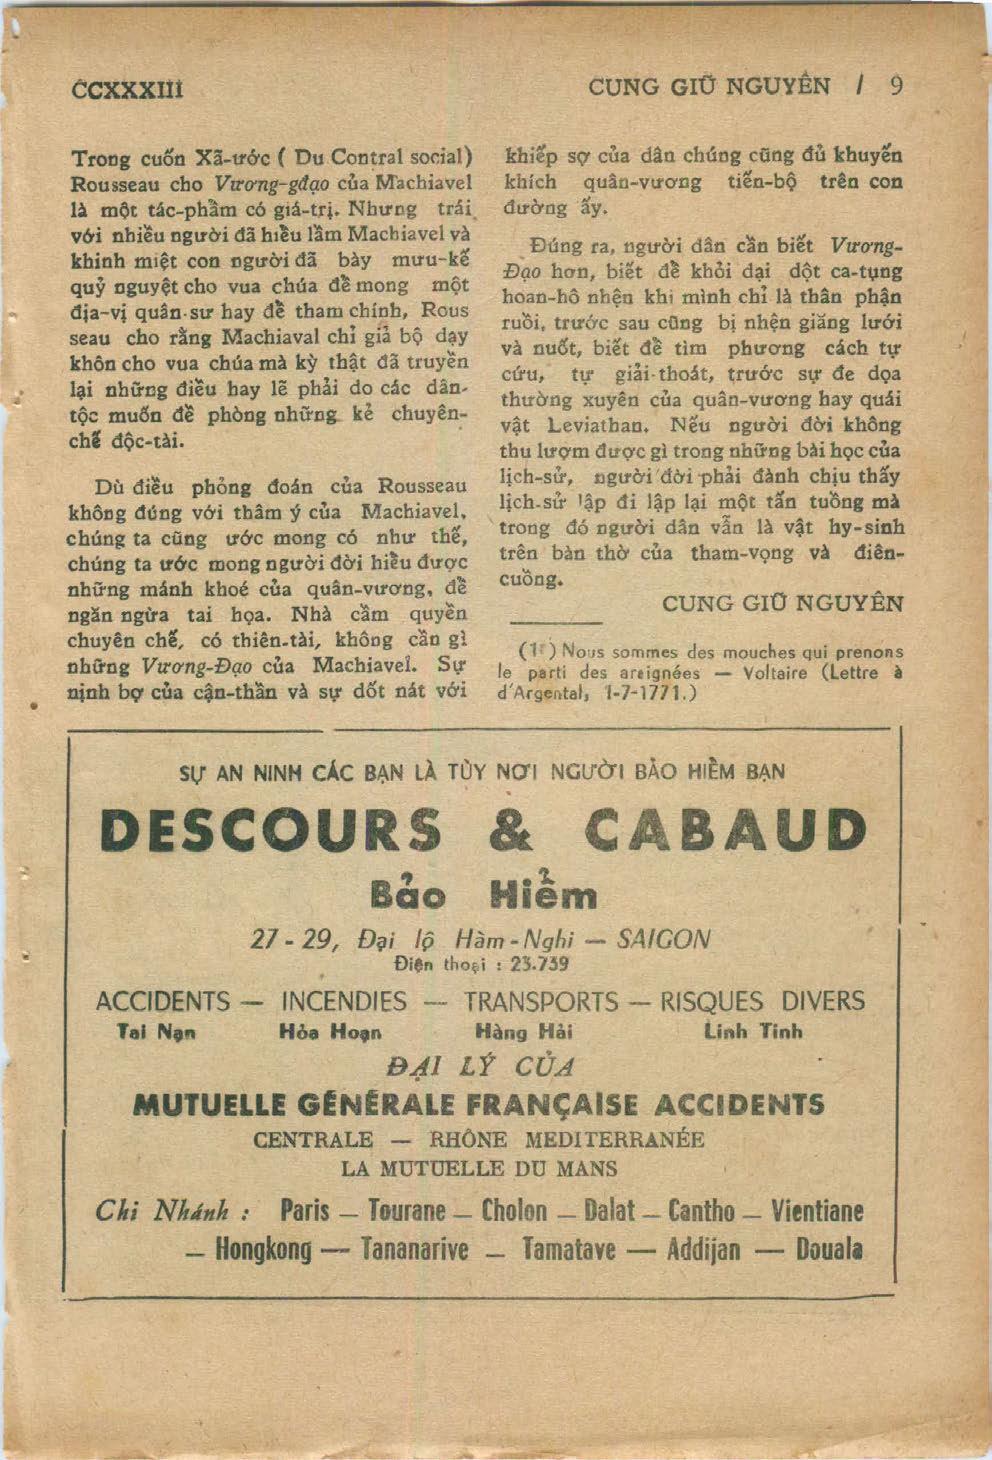 CCXXXIII
CUNG GIŨ NGUYÊN / 9
Trong cuốn Xã-ước ( Du Contral social)
Rousseau cho Vương-gđạo của Machiavel
là một tác-phẩm có giá-trị. Nhưng trái
với nhiều người đã hiểu lầm Machiavel và
khinh miệt con người đã bày mưu-kế
quỷ nguyệt cho vua chúa để mong một
địa-vị quân-sư hay để tham chính, Rous
seau cho rằng Machiaval chỉ giả bộ dạy
khôn cho vua chúa mà kỳ thật đã truyền
lại những điều hay lẽ phải do các dân-
tộc muốn đề phòng những kẻ chuyên-
chế độc-tài.
Dù điều phỏng đoán của Rousseau
không đúng với thâm ý của Machiavel,
chúng ta cũng ước mong có như thế,
chúng ta ước mong người đời hiểu được
những mánh khoé của quân-vương, để
ngăn ngừa tai họa. Nhà cầm quyền
chuyên chế, có thiên-tài, không cần gì
những Vương-Đạo của Machiavel. Sự
nịnh bợ của cận-thần và sự dốt nát với
khiếp sợ của dân chúng cũng đủ khuyến
khích quân-vương tiến-bộ trên con
đường ấy.
Đúng ra, người dân cần biết Vương-
Đạo hơn, biết để khỏi dại dột ca-tụng
hoan-hô nhện khi mình chỉ là thân phận
ruồi, trước sau cũng bị nhện giăng lưới
và nuốt, biết để tìm phương cách tự
cứu, tự giải-thoát, trước sự đe dọa
thường xuyên của quân-vương hay quái
vật Leviathan. Nếu người đời không
thu lượm được gì trong những bài học của
lịch-sử, người đời phải đành chịu thấy
lịch-sử lập đi lập lại một tấn tuồng mà
trong đó người dân vẫn là vật hy-sinh
trên bàn thờ của tham-vọng và điên-
cuồng.
CUNG GIŨ NGUYÊN
(1) Nous sommes des mouches qui prenons
le parti des areignées — Voltaire (Lettre à
d'Argental, 1-7-1771.)
SỰ AN NINH CÁC BẠN LÀ TÙY NƠI NGƯỜI BẢO HIỂM BẠN
DESCOURS & CABAUD
Bảo Hiểm
27 - 29, Đại lộ Hàm-Nghi — SAIGON
Điện thoại : 23.739
ACCIDENTS — INCENDIES — TRANSPORTS — RISQUES DIVERS
Tai Nạn Hỏa Hoạn Hàng Hải Linh Tinh
ĐẠI LÝ CỦA
MUTUELLE GÉNÉRALE FRANÇAISE ACCIDENTS
CENTRALE — RHÔNE MEDITERRANÉE
LA MUTUELLE DU MANS
Chi Nhánh : Paris — Tourane — Cholon — Dalat — Cantho — Vientiane
— Hongkong — Tananarive — Tamatave — Addijan — Douala